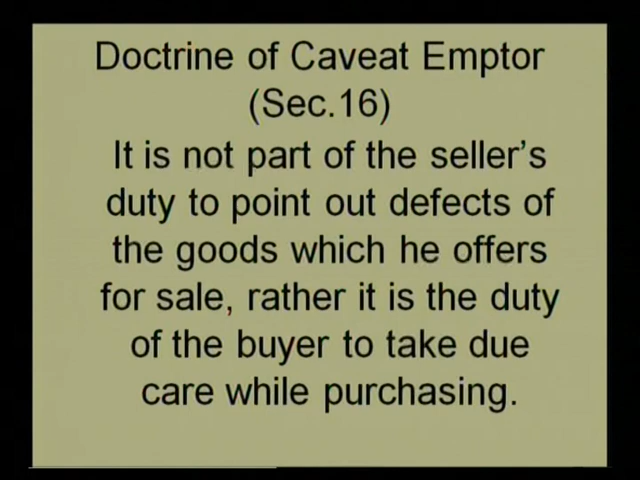 Doctrine of Caveat Emptor
(Sec.16)
It is not part of the seller’s
duty to point out defects of
the goods which he offers
for sale, rather it is the duty
of the buyer to take due
care while purchasing.